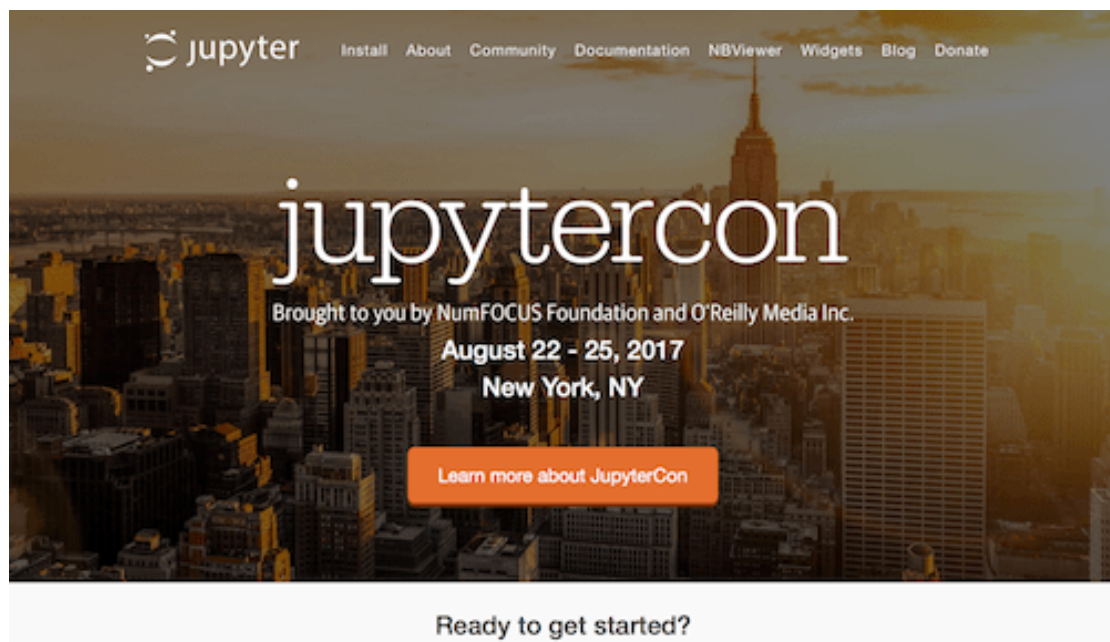 jupyter Install About Community Documentation NBViewer Widgets Blog Donate
jupytercon
Brought to you by NumFOCUS Foundation and O'Reilly Media Inc.
August 22 - 25, 2017
New York, NY
Learn more about JupyterCon
Ready to get started?